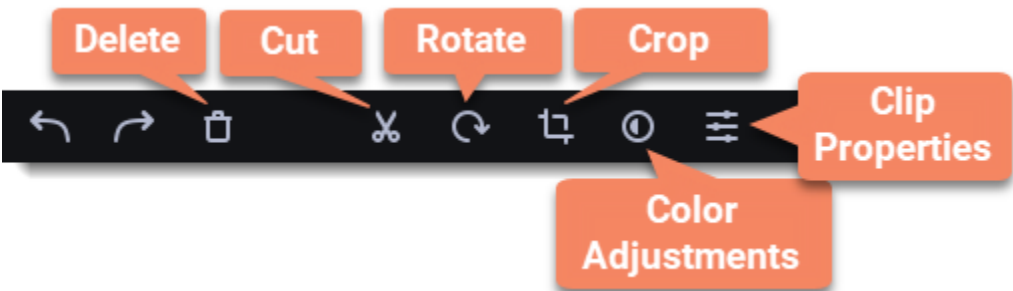 Delete
Cut
Rotate
Crop
Clip
Properties
Color
Adjustments